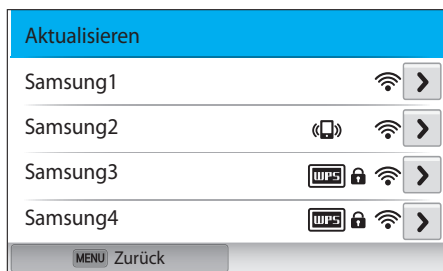 Aktualisieren
Samsung1
Samsung2
Samsung3 WPS
Samsung4 WPS
MENU Zurück